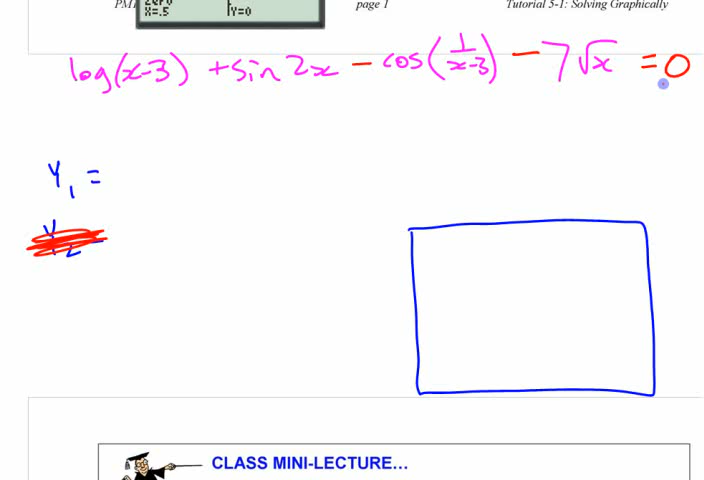 Zero
X=.5 Y=0
page 1 Tutorial 5-1: Solving Graphically
log(x-3) + sin 2x - cos(1/(x-3)) - 7√x = 0
Y₁ =
CLASS MINI-LECTURE...